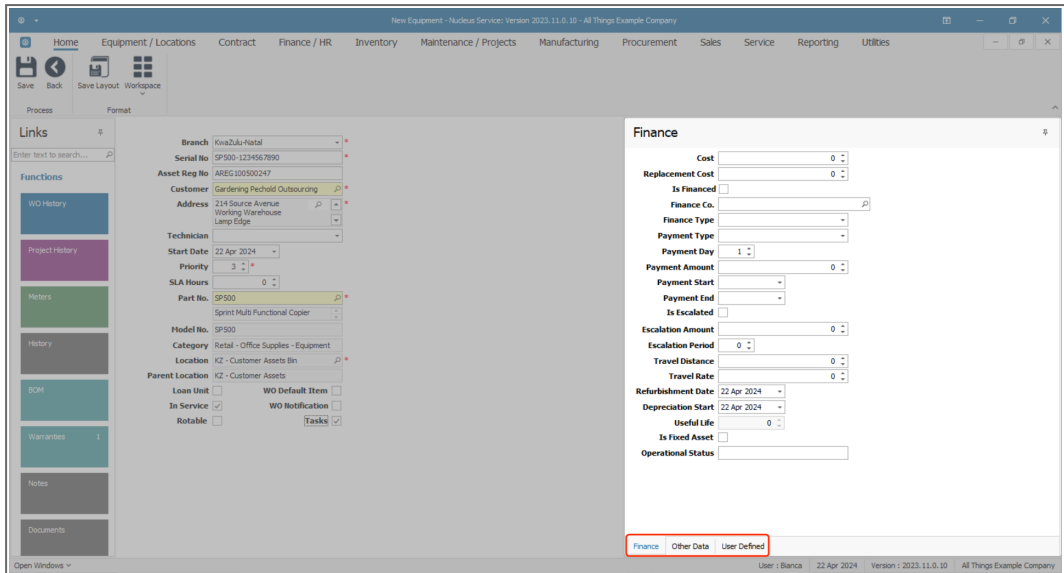 New Equipment - Nucleus Service: Version 2023.11.0.10 - All Things Example Company
Home Equipment / Locations Contract Finance / HR Inventory Maintenance / Projects Manufacturing Procurement Sales Service Reporting Utilities
Save Back Save Layout Workspace
Process Format
Links
Enter text to search...
Functions
WO History
Project History
Meters
History
BOM
Warranties 1
Notes
Documents
Branch KwaZulu-Natal *
Serial No SP500-1234567890 *
Asset Reg No AREG100500247
Customer Gardening Pechold Outsourcing *
Address 214 Source Avenue *
Working Warehouse
Lamp Edge
Technician
Start Date 22 Apr 2024
Priority 3 *
SLA Hours 0
Part No. SP500 *
Sprint Multi Functional Copier
Model No. SP500
Category Retail - Office Supplies - Equipment
Location KZ - Customer Assets Bin *
Parent Location KZ - Customer Assets
Loan Unit WO Default Item
In Service WO Notification
Rotable Tasks
Finance
Cost 0
Replacement Cost 0
Is Financed
Finance Co.
Finance Type
Payment Type
Payment Day 1
Payment Amount 0
Payment Start
Payment End
Is Escalated
Escalation Amount 0
Escalation Period 0
Travel Distance 0
Travel Rate 0
Refurbishment Date 22 Apr 2024
Depreciation Start 22 Apr 2024
Useful Life 0
Is Fixed Asset
Operational Status
Finance Other Data User Defined
Open Windows User : Bianca 22 Apr 2024 Version : 2023.11.0.10 All Things Example Company